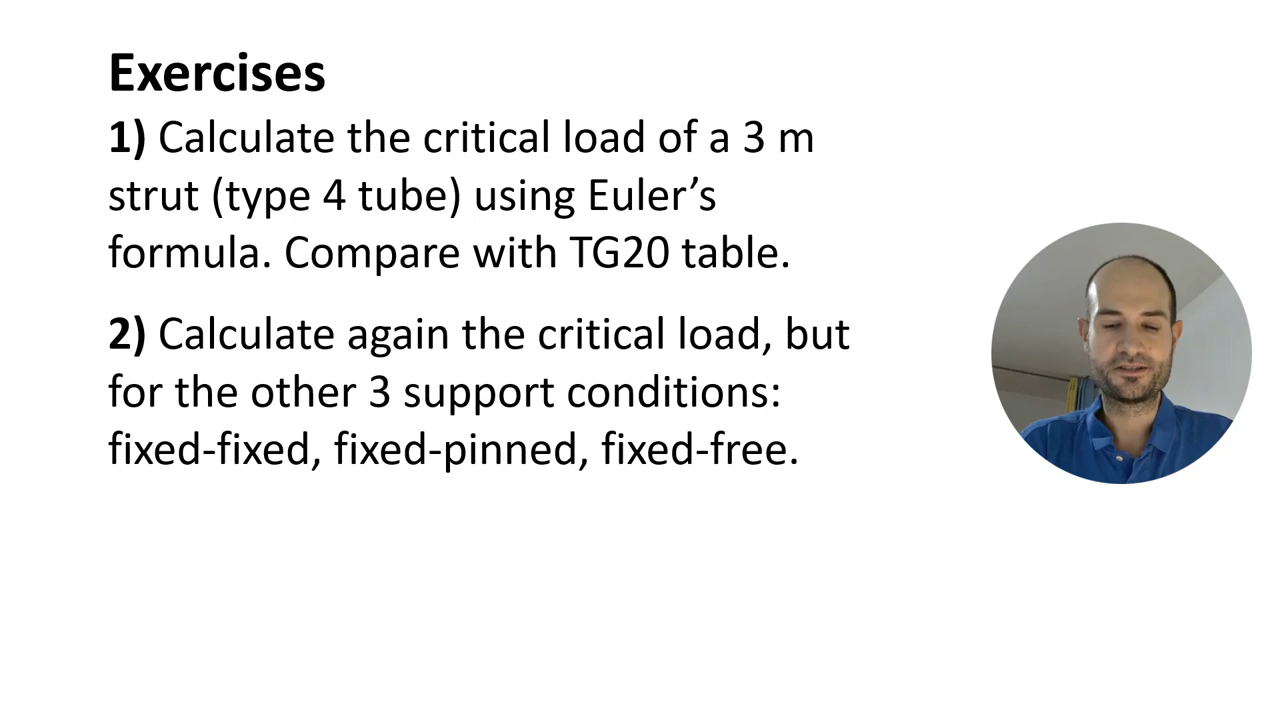 Exercises
1) Calculate the critical load of a 3 m
strut (type 4 tube) using Euler’s
formula. Compare with TG20 table.
2) Calculate again the critical load, but
for the other 3 support conditions:
fixed-fixed, fixed-pinned, fixed-free.